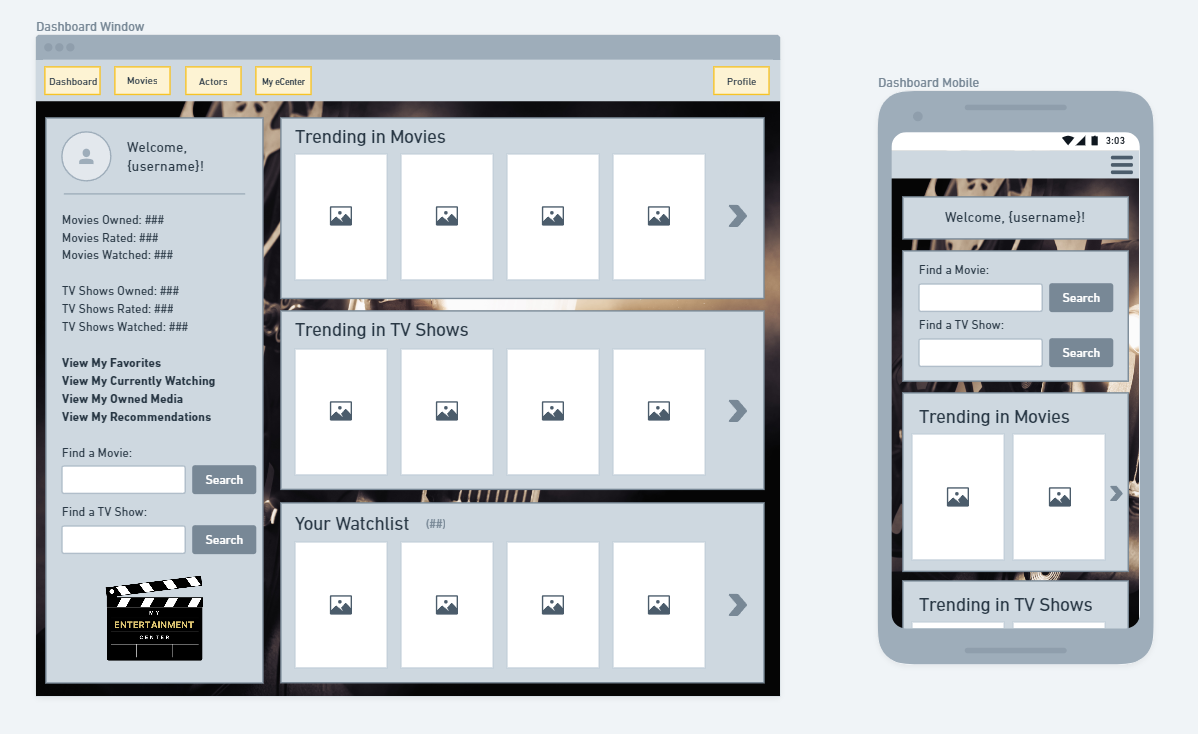 Dashboard Window
Dashboard
Movies
Actors
My eCenter
Profile
Welcome,
{username}!
Movies Owned: ###
Movies Rated: ###
Movies Watched: ###
TV Shows Owned: ###
TV Shows Rated: ###
TV Shows Watched: ###
View My Favorites
View My Currently Watching
View My Owned Media
View My Recommendations
Find a Movie:
Search
Find a TV Show:
Search
MY
ENTERTAINMENT
CENTER
Trending in Movies
Trending in TV Shows
Your Watchlist (##)
Dashboard Mobile
3:03
Welcome, {username}!
Find a Movie:
Search
Find a TV Show:
Search
Trending in Movies
Trending in TV Shows